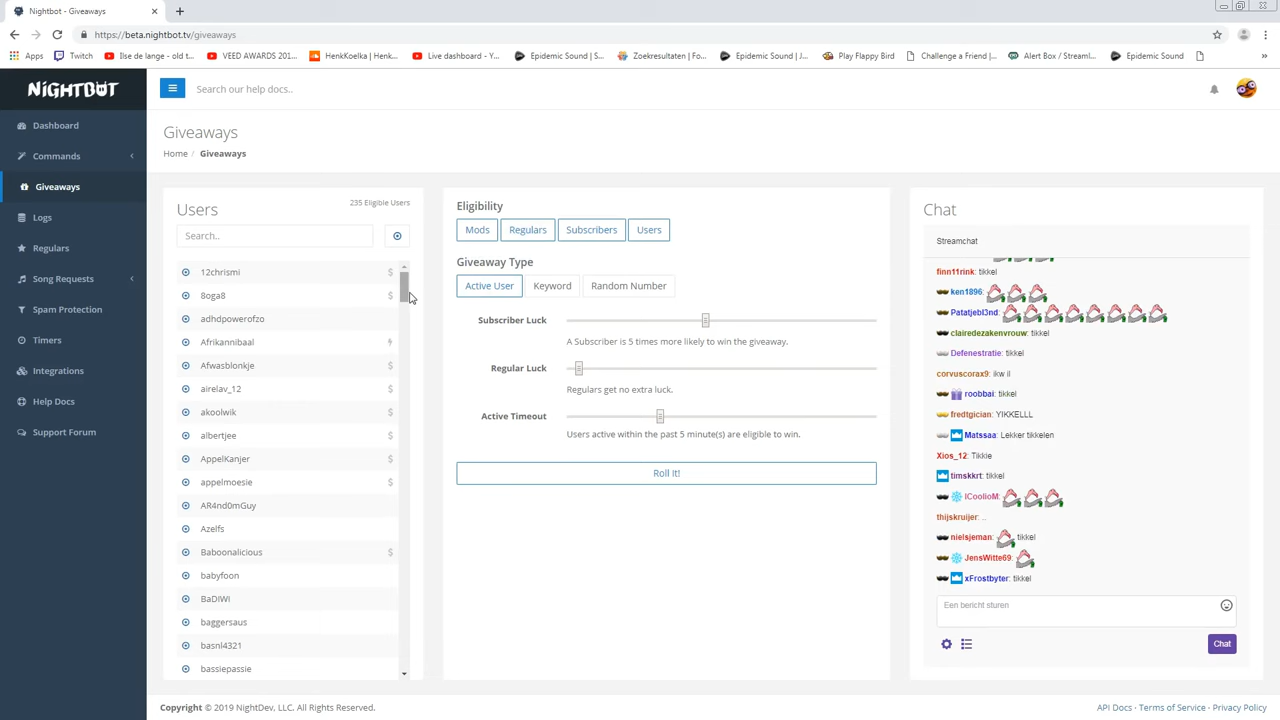 Nightbot - Giveaways
https://beta.nightbot.tv/giveaways
Apps
Twitch
Ilse de lange - old t...
VEED AWARDS 201...
HenkKoelka | Henk...
Live dashboard - Y...
Epidemic Sound | S...
Zoekresultaten | Fo...
Epidemic Sound | J...
Play Flappy Bird
Challenge a Friend |...
Alert Box / Streaml...
Epidemic Sound
NiGHTBOT
Search our help docs..
Dashboard
Commands
Giveaways
Logs
Regulars
Song Requests
Spam Protection
Timers
Integrations
Help Docs
Support Forum
Giveaways
Home / Giveaways
Users
235 Eligible Users
Search..
12chrismi $
8oga8 $
adhdpowerofzo
Afrikannibaal
Afwasblonkje $
airelav_12 $
akoolwik $
albertjee $
AppelKanjer $
appelmoesie $
AR4nd0mGuy
Azelfs
Baboonalicious $
babyfoon
BaDIWI
baggersaus
basnl4321
bassiepassie
Eligibility
Mods Regulars Subscribers Users
Giveaway Type
Active User Keyword Random Number
Subscriber Luck
A Subscriber is 5 times more likely to win the giveaway.
Regular Luck
Regulars get no extra luck.
Active Timeout
Users active within the past 5 minute(s) are eligible to win.
Roll It!
Chat
Streamchat
finn11rink: tikkel
ken1896:
Patatjebl3nd:
clairedezakenvrouw: tikkel
Defenestratie: tikkel
corvuscorax9: ikw il
roobbai: tikkel
fredtgician: YIKKELLL
Matssaa: Lekker tikkelen
Xios_12: Tikkie
timskkrt: tikkel
ICoolioM:
thijskruijer: ..
nielsjeman: tikkel
JensWitte69:
xFrostbyter: tikkel
Een bericht sturen
Chat
Copyright © 2019 NightDev, LLC. All Rights Reserved.
API Docs - Terms of Service - Privacy Policy